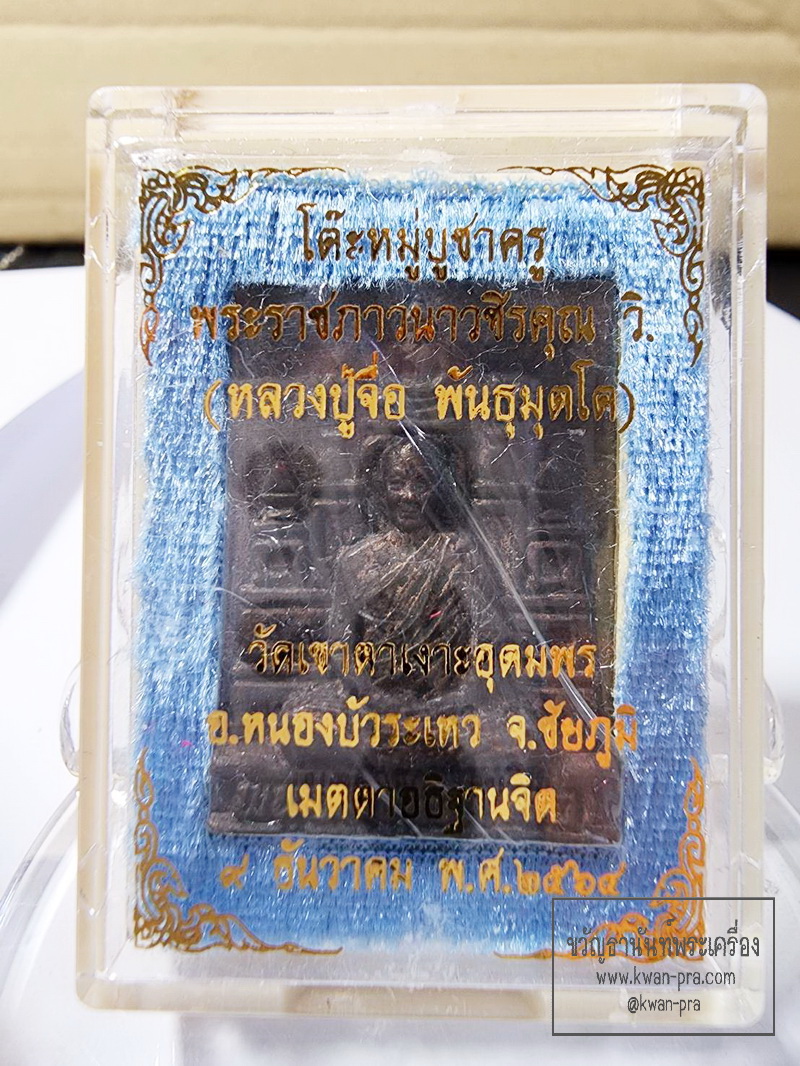 โต๊ะหมู่บูชาครู
พระราชภาวนาวชิรคุณ วิ.
(หลวงปู่จื่อ พันธมุตโต)
วัดเขาตาเงาะอุดมพร
อ.หนองบัวระเหว จ.ชัยภูมิ
เมตตาอธิฐานจิต
๙ ธันวาคม พ.ศ.๒๕๖๔
ขวัญธานันท์พระเครื่อง
www.kwan-pra.com
@kwan-pra